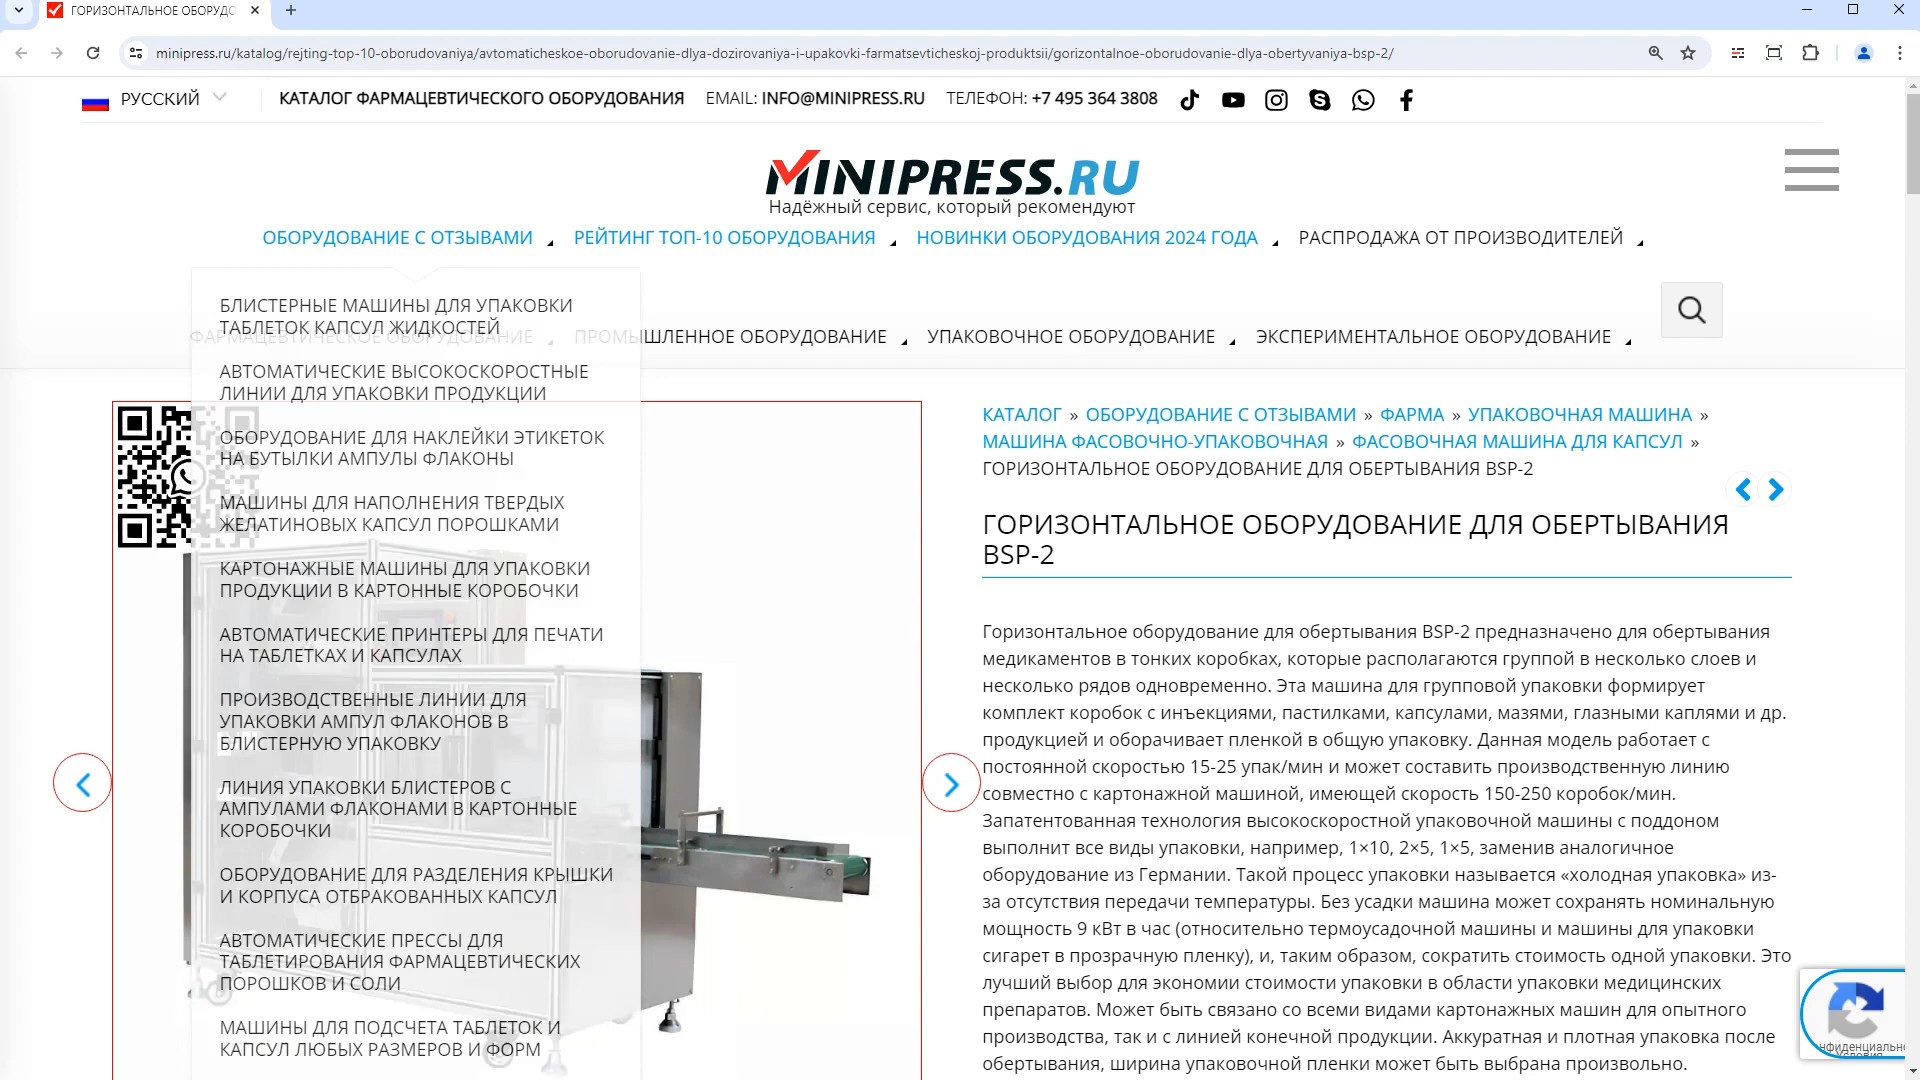 ГОРИЗОНТАЛЬНОЕ ОБОРУДО
minipress.ru/katalog/rejting-top-10-oborudovaniya/avtomaticheskoe-oborudovanie-dlya-dozirovaniya-i-upakovki-farmatsevticheskoj-produktsii/gorizontalnoe-oborudovanie-dlya-obertyvaniya-bsp-2/
РУССКИЙ КАТАЛОГ ФАРМАЦЕВТИЧЕСКОГО ОБОРУДОВАНИЯ EMAIL: INFO@MINIPRESS.RU ТЕЛЕФОН: +7 495 364 3808
MINIPRESS.RU
Надёжный сервис, который рекомендуют
ОБОРУДОВАНИЕ С ОТЗЫВАМИ РЕЙТИНГ ТОП-10 ОБОРУДОВАНИЯ НОВИНКИ ОБОРУДОВАНИЯ 2024 ГОДА РАСПРОДАЖА ОТ ПРОИЗВОДИТЕЛЕЙ
ФАРМАЦЕВТИЧЕСКОЕ ОБОРУДОВАНИЕ ПРОМЫШЛЕННОЕ ОБОРУДОВАНИЕ УПАКОВОЧНОЕ ОБОРУДОВАНИЕ ЭКСПЕРИМЕНТАЛЬНОЕ ОБОРУДОВАНИЕ
БЛИСТЕРНЫЕ МАШИНЫ ДЛЯ УПАКОВКИ
ТАБЛЕТОК КАПСУЛ ЖИДКОСТЕЙ
АВТОМАТИЧЕСКИЕ ВЫСОКОСКОРОСТНЫЕ
ЛИНИИ ДЛЯ УПАКОВКИ ПРОДУКЦИИ
ОБОРУДОВАНИЕ ДЛЯ НАКЛЕЙКИ ЭТИКЕТОК
НА БУТЫЛКИ АМПУЛЫ ФЛАКОНЫ
МАШИНЫ ДЛЯ НАПОЛНЕНИЯ ТВЕРДЫХ
ЖЕЛАТИНОВЫХ КАПСУЛ ПОРОШКАМИ
КАРТОНАЖНЫЕ МАШИНЫ ДЛЯ УПАКОВКИ
ПРОДУКЦИИ В КАРТОННЫЕ КОРОБОЧКИ
АВТОМАТИЧЕСКИЕ ПРИНТЕРЫ ДЛЯ ПЕЧАТИ
НА ТАБЛЕТКАХ И КАПСУЛАХ
ПРОИЗВОДСТВЕННЫЕ ЛИНИИ ДЛЯ
УПАКОВКИ АМПУЛ ФЛАКОНОВ В
БЛИСТЕРНУЮ УПАКОВКУ
ЛИНИЯ УПАКОВКИ БЛИСТЕРОВ С
АМПУЛАМИ ФЛАКОНАМИ В КАРТОННЫЕ
КОРОБОЧКИ
ОБОРУДОВАНИЕ ДЛЯ РАЗДЕЛЕНИЯ КРЫШКИ
И КОРПУСА ОТБРАКОВАННЫХ КАПСУЛ
АВТОМАТИЧЕСКИЕ ПРЕССЫ ДЛЯ
ТАБЛЕТИРОВАНИЯ ФАРМАЦЕВТИЧЕСКИХ
ПОРОШКОВ И СОЛИ
МАШИНЫ ДЛЯ ПОДСЧЕТА ТАБЛЕТОК И
КАПСУЛ ЛЮБЫХ РАЗМЕРОВ И ФОРМ
КАТАЛОГ » ОБОРУДОВАНИЕ С ОТЗЫВАМИ » ФАРМА » УПАКОВОЧНАЯ МАШИНА »
МАШИНА ФАСОВОЧНО-УПАКОВОЧНАЯ » ФАСОВОЧНАЯ МАШИНА ДЛЯ КАПСУЛ »
ГОРИЗОНТАЛЬНОЕ ОБОРУДОВАНИЕ ДЛЯ ОБЕРТЫВАНИЯ BSP-2
ГОРИЗОНТАЛЬНОЕ ОБОРУДОВАНИЕ ДЛЯ ОБЕРТЫВАНИЯ
BSP-2
Горизонтальное оборудование для обертывания BSP-2 предназначено для обертывания
медикаментов в тонких коробках, которые располагаются группой в несколько слоев и
несколько рядов одновременно. Эта машина для групповой упаковки формирует
комплект коробок с инъекциями, пастилками, капсулами, мазями, глазными каплями и др.
продукцией и оборачивает пленкой в общую упаковку. Данная модель работает с
постоянной скоростью 15-25 упак/мин и может составить производственную линию
совместно с картонажной машиной, имеющей скорость 150-250 коробок/мин.
Запатентованная технология высокоскоростной упаковочной машины с поддоном
выполнит все виды упаковки, например, 1×10, 2×5, 1×5, заменив аналогичное
оборудование из Германии. Такой процесс упаковки называется «холодная упаковка» из-
за отсутствия передачи температуры. Без усадки машина может сохранять номинальную
мощность 9 кВт в час (относительно термоусадочной машины и машины для упаковки
сигарет в прозрачную пленку), и, таким образом, сократить стоимость одной упаковки. Это
лучший выбор для экономии стоимости упаковки в области упаковки медицинских
препаратов. Может быть связано со всеми видами картонажных машин для опытного
производства, так и с линией конечной продукции. Аккуратная и плотная упаковка после
обертывания, ширина упаковочной пленки может быть выбрана произвольно.